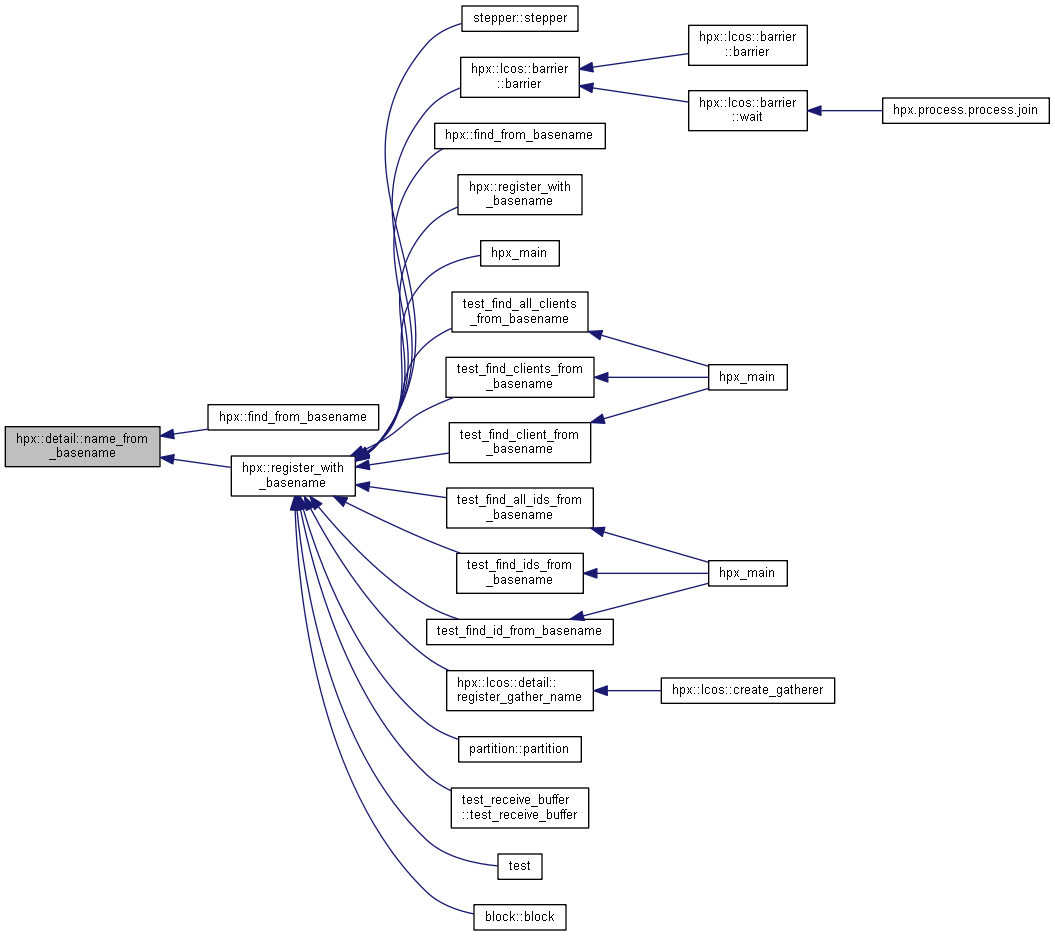 stepper::stepper
hpx::lcos::barrier
::barrier
hpx::lcos::barrier
::barrier
hpx::lcos::barrier
::wait
hpx.process.process.join
hpx::find_from_basename
hpx::register_with
_basename
hpx_main
test_find_all_clients
_from_basename
test_find_clients_from
_basename
hpx_main
hpx::find_from_basename
hpx::detail::name_from
_basename
test_find_client_from
_basename
hpx::register_with
_basename
test_find_all_ids_from
_basename
test_find_ids_from
_basename
hpx_main
test_find_id_from_basename
hpx::lcos::detail::
register_gather_name
hpx::lcos::create_gatherer
partition::partition
test_receive_buffer
::test_receive_buffer
test
block::block